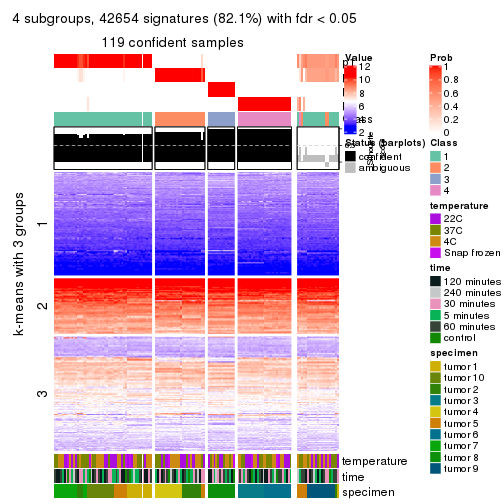 4 subgroups, 42654 signatures (82.1%) with fdr < 0.05
119 confident samples
k-means with 3 groups
1
2
3
Value
12
10
8
6
4
2
Status (barplots)
confident
ambiguous
Prob
1
0.8
0.6
0.4
0.2
0
Class
1
2
3
4
temperature
22C
37C
4C
Snap frozen
time
120 minutes
240 minutes
30 minutes
5 minutes
60 minutes
control
specimen
tumor 1
tumor 10
tumor 2
tumor 3
tumor 4
tumor 5
tumor 6
tumor 7
tumor 8
tumor 9
temperature
time
specimen